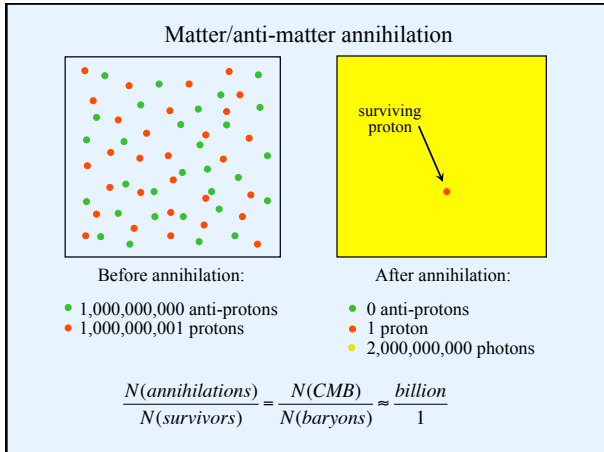 Matter/anti-matter annihilation
surviving
proton
Before annihilation:
1,000,000,000 anti-protons
1,000,000,001 protons
After annihilation:
0 anti-protons
1 proton
2,000,000,000 photons
N(annihilations)/N(survivors) = N(CMB)/N(baryons) ≈ billion/1